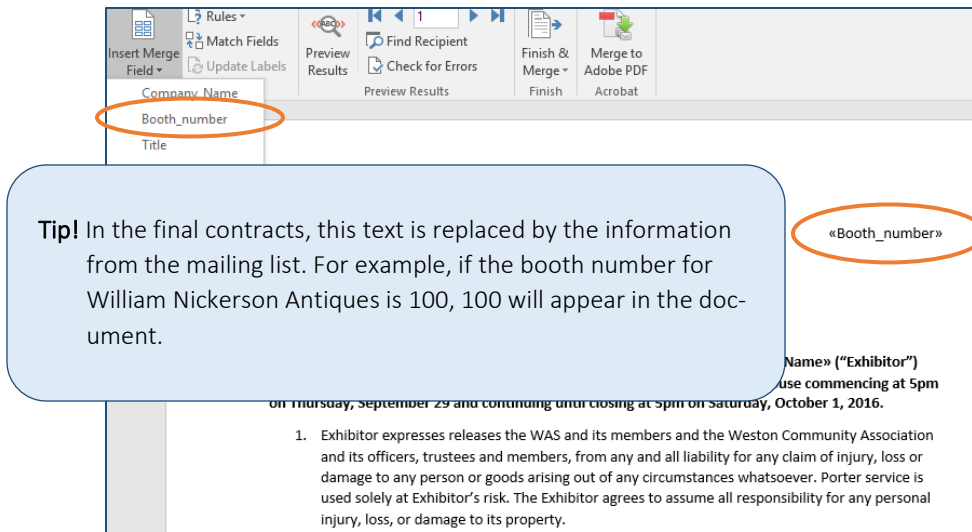 Rules
1
Match Fields
Find Recipient
Insert Merge
Field
Update Labels
«ABC»
Preview
Results
Check for Errors
Finish &
Merge
Merge to
Adobe PDF
Preview Results
Finish
Acrobat
Company_Name
Booth_number
Title
Tip! In the final contracts, this text is replaced by the information
from the mailing list. For example, if the booth number for
William Nickerson Antiques is 100, 100 will appear in the doc-
ument.
«Booth_number»
Name» (“Exhibitor”)
use commencing at 5pm
on Thursday, September 29 and continuing until closing at 5pm on Saturday, October 1, 2016.
1. Exhibitor expresses releases the WAS and its members and the Weston Community Association
and its officers, trustees and members, from any and all liability for any claim of injury, loss or
damage to any person or goods arising out of any circumstances whatsoever. Porter service is
used solely at Exhibitor’s risk. The Exhibitor agrees to assume all responsibility for any personal
injury, loss, or damage to its property.